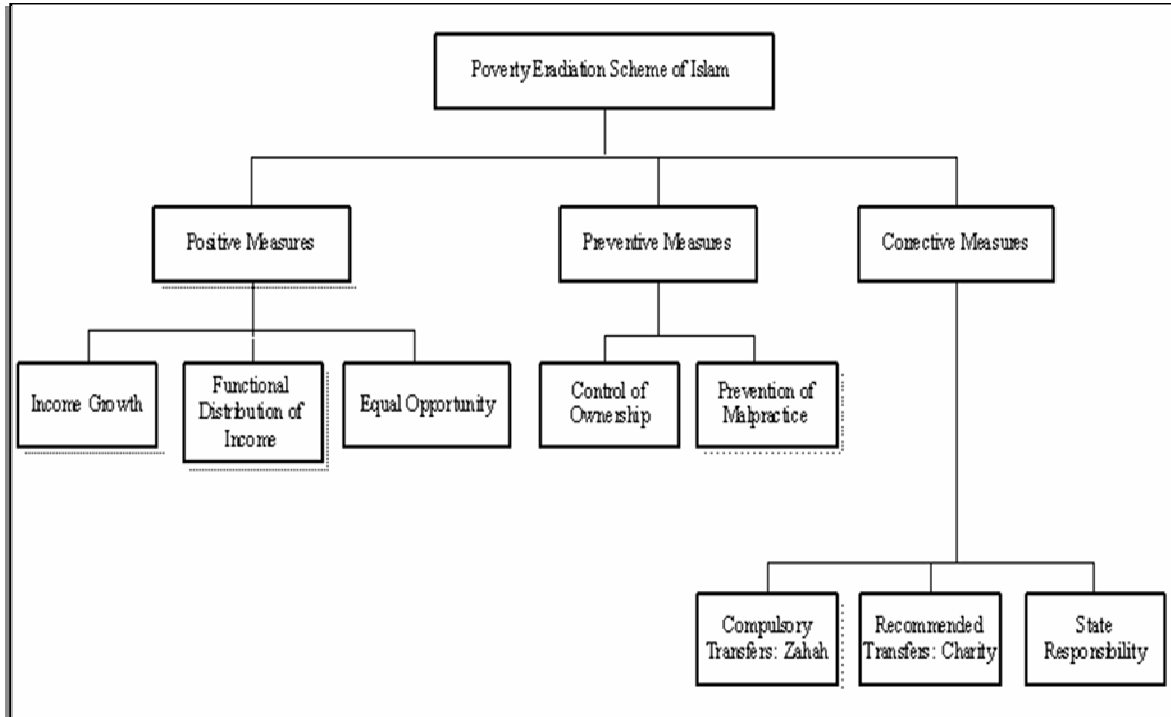 Poverty Eradiation Scheme of Islam
Positive Measures
Preventive Measures
Corrective Measures
Income Growth
Functional
Distribution of
Income
Equal Opportunity
Control of
Ownership
Prevention of
Malpractice
Compulsory
Transfers: Zahah
Recommended
Transfers: Charity
State
Responsibility